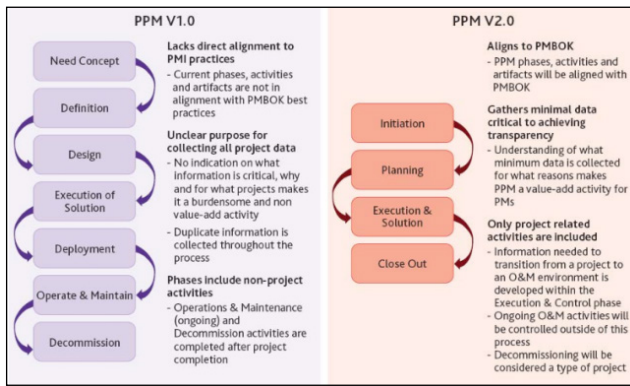 PPM V1.0
Need Concept
Definition
Design
Execution of
Solution
Deployment
Operate & Maintain
Decommission
Lacks direct alignment to
PMI practices
- Current phases, activities
and artifacts are not in
alignment with PMBOK best
practices
Unclear purpose for
collecting all project data
- No indication on what
information is critical, why
and for what projects makes
it a burdensome and non
value-add activity
- Duplicate information is
collected throughout the
process
Phases include non-project
activities
- Operations & Maintenance
(ongoing) and
Decommission activities are
completed after project
completion
PPM V2.0
Initiation
Planning
Execution &
Solution
Close Out
Aligns to PMBOK
- PPM phases, activities and
artifacts will be aligned with
PMBOK
Gathers minimal data
critical to achieving
transparency
- Understanding of what
minimum data is collected
for what reasons makes
PPM a value-add activity for
PMs
Only project related
activities are included
- Information needed to
transition from a project to
an O&M environment is
developed within the
Execution & Control phase
- Ongoing O&M activities will
be controlled outside of this
process
- Decommissioning will be
considered a type of project